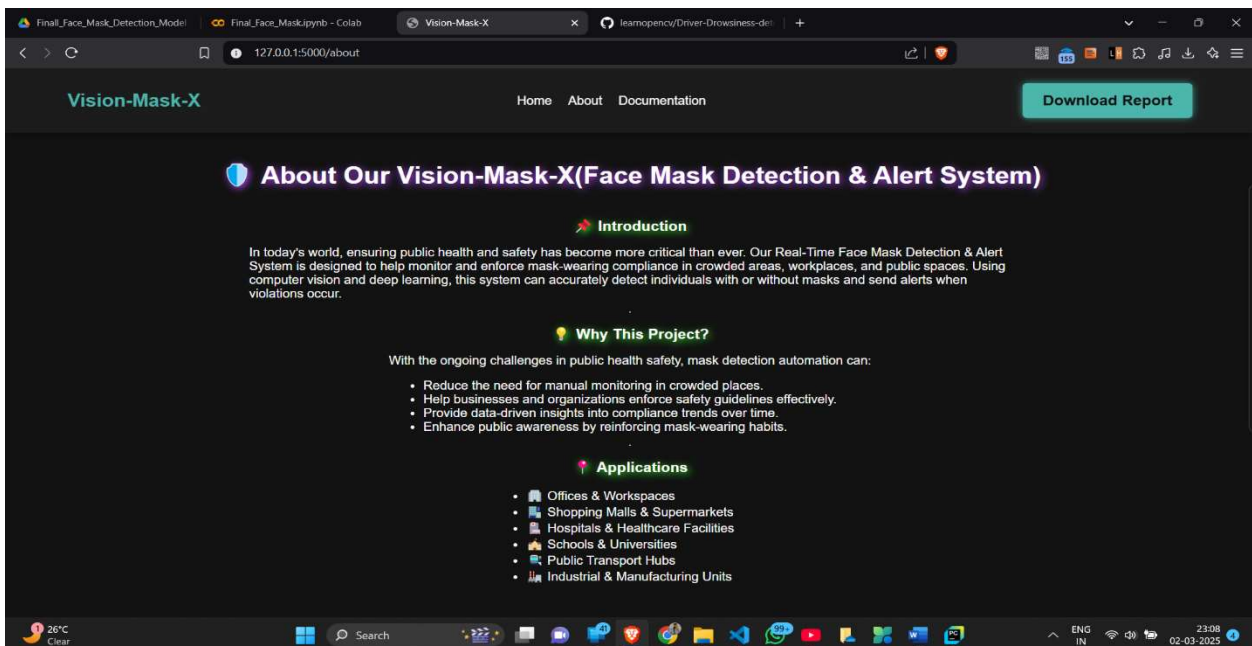 Finall_Face_Mask_Detection_Model
Final_Face_Mask.ipynb - Colab
Vision-Mask-X
learnopencv/Driver-Drowsiness-det
127.0.0.1:5000/about
155
Vision-Mask-X
Home About Documentation
Download Report
About Our Vision-Mask-X(Face Mask Detection & Alert System)
Introduction
In today's world, ensuring public health and safety has become more critical than ever. Our Real-Time Face Mask Detection & Alert
System is designed to help monitor and enforce mask-wearing compliance in crowded areas, workplaces, and public spaces. Using
computer vision and deep learning, this system can accurately detect individuals with or without masks and send alerts when
violations occur.
.
Why This Project?
With the ongoing challenges in public health safety, mask detection automation can:
• Reduce the need for manual monitoring in crowded places.
• Help businesses and organizations enforce safety guidelines effectively.
• Provide data-driven insights into compliance trends over time.
• Enhance public awareness by reinforcing mask-wearing habits.
.
Applications
• Offices & Workspaces
• Shopping Malls & Supermarkets
• Hospitals & Healthcare Facilities
• Schools & Universities
• Public Transport Hubs
• Industrial & Manufacturing Units
1
26°C
Clear
Search
41
99+
ENG
IN
23:08
02-03-2025
4